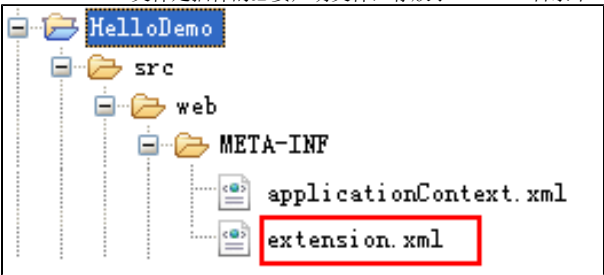 HelloDemo
src
web
META-INF
applicationContext.xml
extension.xml